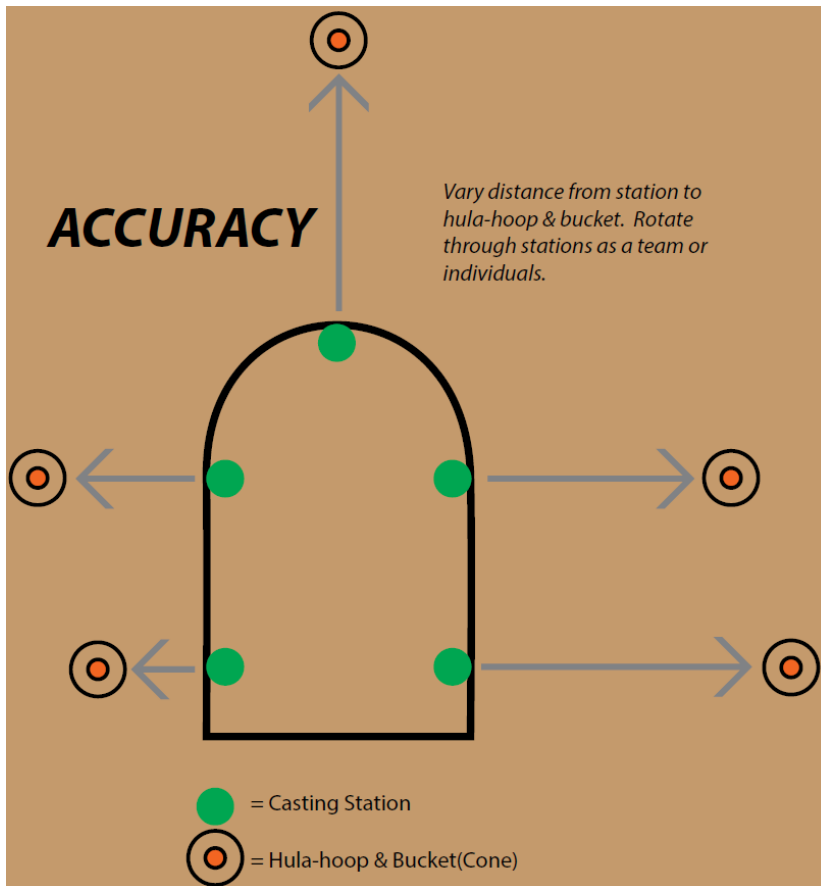 ACCURACY
Vary distance from station to
hula-hoop & bucket. Rotate
through stations as a team or
individuals.
= Casting Station
= Hula-hoop & Bucket(Cone)